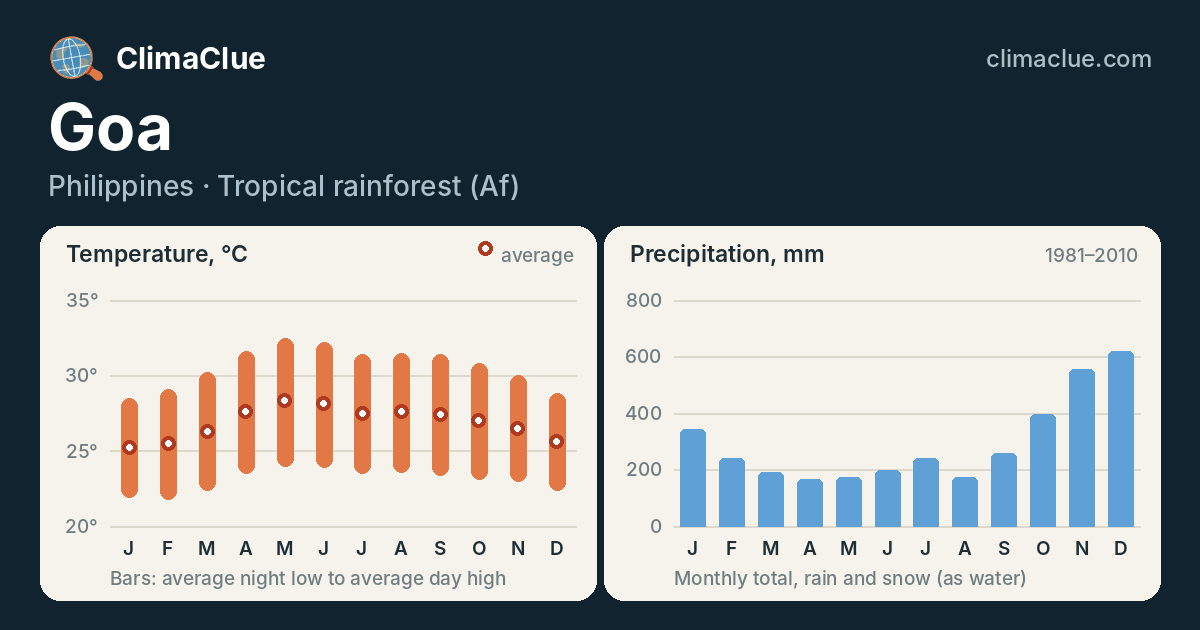 ClimaClue
climaclue.com
Goa
Philippines · Tropical rainforest (Af)
Temperature, °C
average
35°
30°
25°
20°
J F M A M J J A S O N D
Bars: average night low to average day high
Precipitation, mm
1981–2010
800
600
400
200
0
J F M A M J J A S O N D
Monthly total, rain and snow (as water)